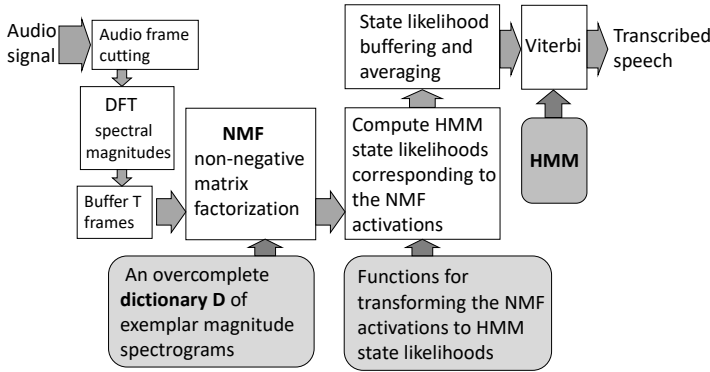 Audio
signal
Audio frame
cutting
DFT
spectral
magnitudes
Buffer T
frames
NMF
non-negative
matrix
factorization
An overcomplete
dictionary D of
exemplar magnitude
spectrograms
State likelihood
buffering and
averaging
Compute HMM
state likelihoods
corresponding to
the NMF
activations
Functions for
transforming the NMF
activations to HMM
state likelihoods
Viterbi
HMM
Transcribed
speech